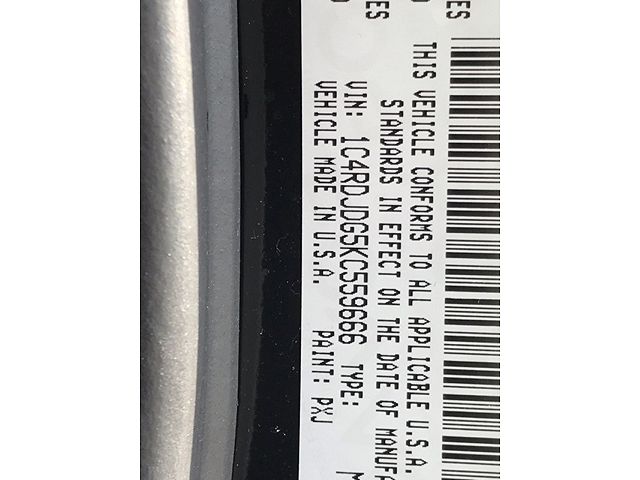 THIS VEHICLE CONFORMS TO ALL APPLICABLE U.S.A.
STANDARDS IN EFFECT ON THE DATE OF
VIN: 1C4RDJDG5KC559666 TYPE:
VEHICLE MADE IN U.S.A. PAINT: PXJ